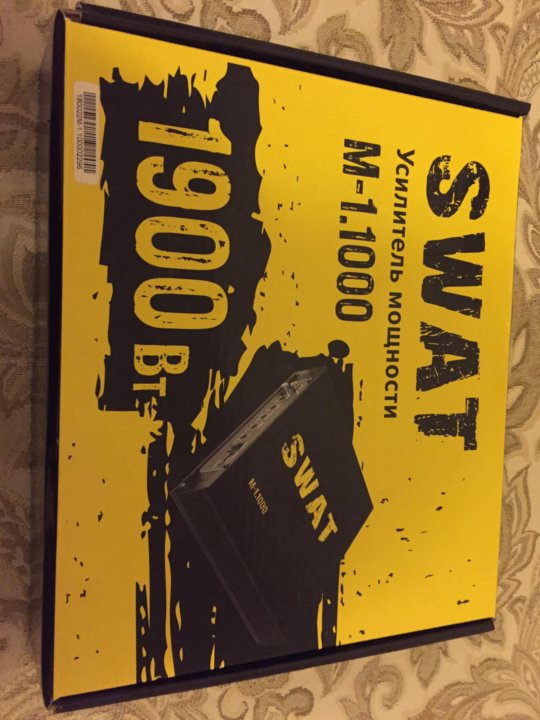 SWAT
Усилитель мощности
M-1.1000
1900 Вт
SWAT
M-1.1000